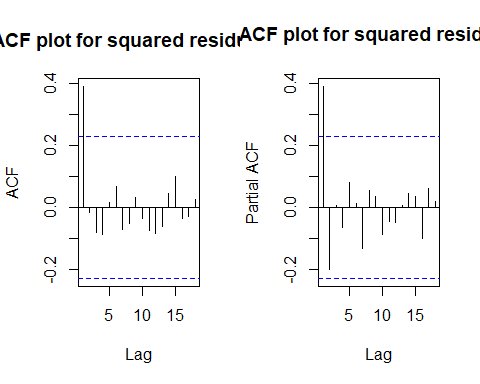 ACF plot for squared residu
ACF plot for squared resid
ACF
0.4
0.2
0.0
-0.2
5 10 15
Lag
Partial ACF
0.4
0.2
0.0
-0.2
5 10 15
Lag